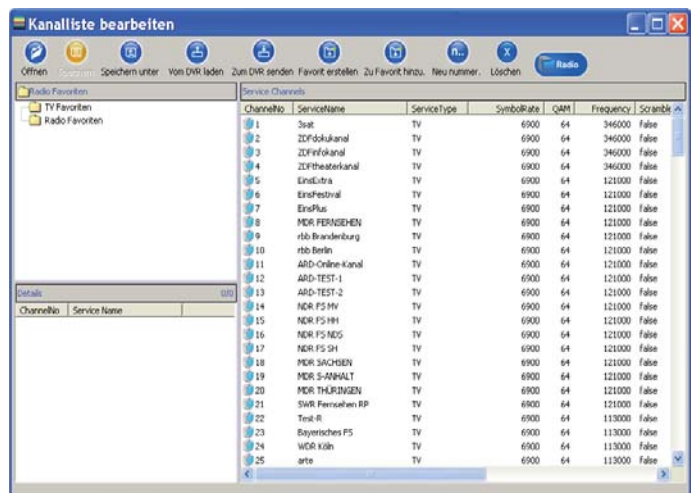 Kanalliste bearbeiten
Öffnen Speichern Speichern unter Vom DVR laden Zum DVR senden Favorit erstellen Zu Favorit hinzu. Neu nummer. Löschen Radio
n.. X
Radio Favoriten
TV Favoriten
Radio Favoriten
Details 0/0
ChannelNo Service Name
Service Channels
ChannelNo ServiceName ServiceType SymbolRate QAM Frequency Scramble
1 3sat TV 6900 64 346000 False
2 ZDFdokukanal TV 6900 64 346000 False
3 ZDFinfokanal TV 6900 64 346000 False
4 ZDFtheaterkanal TV 6900 64 346000 False
5 EinsExtra TV 6900 64 121000 False
6 EinsFestival TV 6900 64 121000 False
7 EinsPlus TV 6900 64 121000 False
8 MDR FERNSEHEN TV 6900 64 121000 False
9 rbb Brandenburg TV 6900 64 121000 False
10 rbb Berlin TV 6900 64 121000 False
11 ARD-Online-Kanal TV 6900 64 121000 False
12 ARD-TEST-1 TV 6900 64 121000 False
13 ARD-TEST-2 TV 6900 64 121000 False
14 NDR FS MV TV 6900 64 121000 False
15 NDR FS HH TV 6900 64 121000 False
16 NDR FS NDS TV 6900 64 121000 False
17 NDR FS SH TV 6900 64 121000 False
18 MDR SACHSEN TV 6900 64 121000 False
19 MDR S-ANHALT TV 6900 64 121000 False
20 MDR THÜRINGEN TV 6900 64 121000 False
21 SWR Fernsehen RP TV 6900 64 121000 False
22 Test-R TV 6900 64 113000 False
23 Bayerisches FS TV 6900 64 113000 False
24 WDR Köln TV 6900 64 113000 False
25 arte TV 6900 64 113000 False